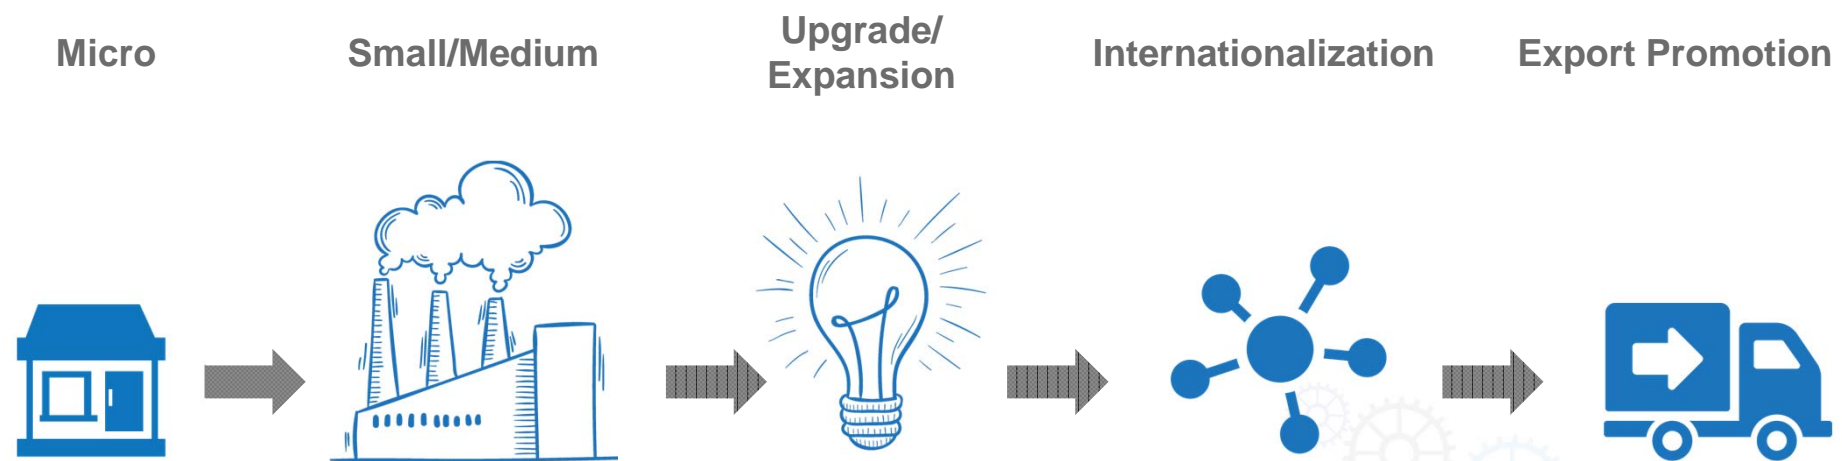 Micro
Small/Medium
Upgrade/
Expansion
Internationalization
Export Promotion